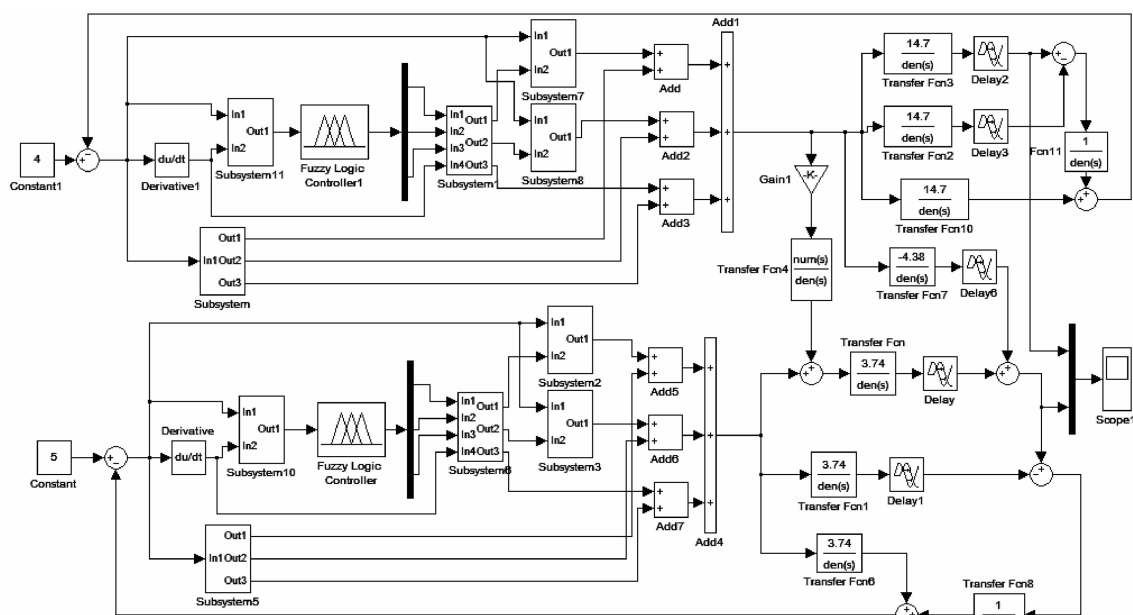 Add1
In1
Out1
In2
Subsystem7
+
+
Add
+
14.7
den(s)
Transfer Fcn3
Delay2
In1
Out1
In2
Subsystem11
Fuzzy Logic
Controller1
In1
Out1
In2
Out2
In3
In4
Out3
Subsystem1
In1
Out1
In2
Subsystem8
+
+
Add2
+
14.7
den(s)
Transfer Fcn2
Delay3
Fcn11
1
den(s)
4
Constant1
du/dt
Derivative1
+
+
Add3
+
-K-
Gain1
14.7
den(s)
Transfer Fcn10
Out1
In1
Out2
Out3
Subsystem
num(s)
den(s)
Transfer Fcn4
-4.38
den(s)
Transfer Fcn7
Delay6
In1
Out1
In2
Subsystem2
+
+
Add5
+
Transfer Fcn
3.74
den(s)
Delay
Scope1
In1
Out1
In2
Subsystem10
Fuzzy Logic
Controller
In1
Out1
In2
Out2
In3
In4
Out3
Subsystem6
In1
Out1
In2
Subsystem3
+
+
Add6
+
5
Constant
Derivative
du/dt
+
+
Add7
+
Add4
3.74
den(s)
Transfer Fcn1
Delay1
Out1
In1
Out2
Out3
Subsystem5
3.74
den(s)
Transfer Fcn6
Transfer Fcn8
1